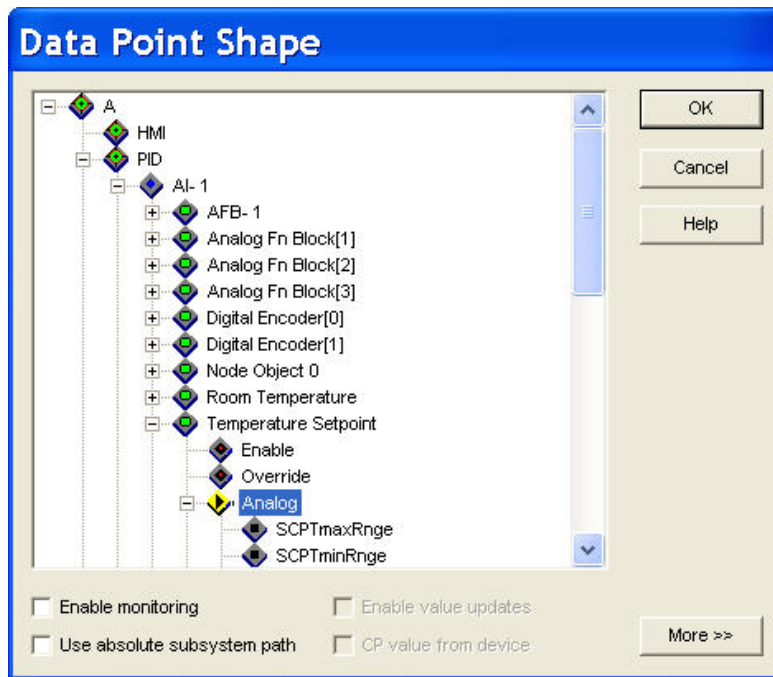 Data Point Shape
A
HMI
PID
AI- 1
AFB- 1
Analog Fn Block[1]
Analog Fn Block[2]
Analog Fn Block[3]
Digital Encoder[0]
Digital Encoder[1]
Node Object 0
Room Temperature
Temperature Setpoint
Enable
Override
Analog
SCPTmaxRnge
SCPTminRnge
OK
Cancel
Help
Enable monitoring
Enable value updates
Use absolute subsystem path
CP value from device
More >>